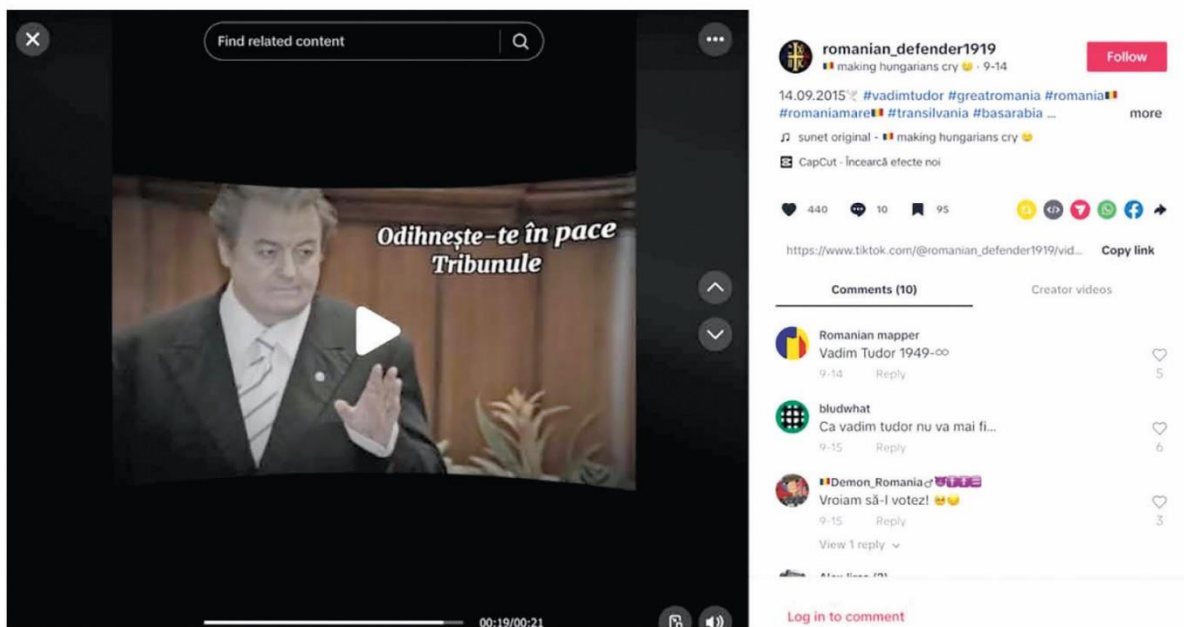 Find related content
Odihnește-te în pace
Tribunule
00:19/00:21
romanian_defender1919
making hungarians cry · 9-14
Follow
14.09.2015 #vadimtudor #greatromania #romania
#romaniamare #transilvania #basarabia ...
more
sunet original - making hungarians cry
CapCut · Încearcă efecte noi
440
10
95
https://www.tiktok.com/@romanian_defender1919/vid...
Copy link
Comments (10)
Creator videos
Romanian mapper
Vadim Tudor 1949-∞
9-14
Reply
5
bludwhat
Ca vadim tudor nu va mai fi...
9-15
Reply
6
Demon_Romania
Vroiam să-l votez!
9-15
Reply
3
View 1 reply
Log in to comment